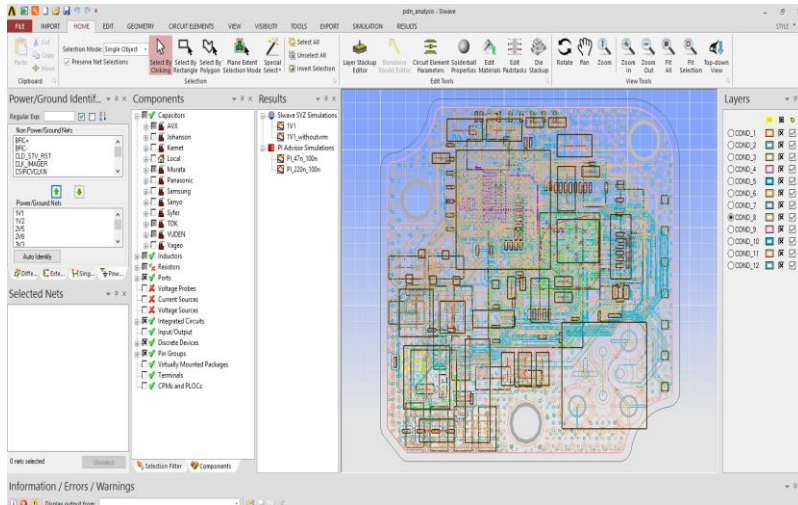 pdn_analysis - SIwave
FILE IMPORT HOME EDIT GEOMETRY CIRCUIT ELEMENTS VIEW VISIBILITY TOOLS EXPORT SIMULATION RESULTS STYLE
Paste Cut Copy Move
Clipboard
Selection Mode: Single Object
Preserve Net Selections
Select By Clicking
Select By Rectangle
Select By Polygon
Plane Extent Selection Mode
Special Select
Select All
Unselect All
Invert Selection
Selection
Layer Stackup Editor
Bondwire Model Editor
Circuit Element Parameters
Solderball Properties
Edit Materials
Edit Padstacks
Die Stackup
Edit Tools
Rotate
Pan
Zoom
Zoom In
Zoom Out
Fit All
Fit Selection
Top-down View
View Tools
Power/Ground Identif...
Regular Exp:
Non Power/Ground Nets
BRC+
BRC-
CLD_STV_RST
CLK_IMAGER
CSIRCVCLKN
Power/Ground Nets
1V1
1V2
2V5
2V8
3V3
Auto Identify
Diffe... Exte... Sing... Pow...
Selected Nets
0 nets selected
Unselect
Components
Capacitors
AVX
Johanson
Kemet
Local
Murata
Panasonic
Samsung
Sanyo
Syfer
TDK
YUDEN
Yageo
Inductors
Resistors
Ports
Voltage Probes
Current Sources
Voltage Sources
Integrated Circuits
Input/Output
Discrete Devices
Pin Groups
Virtually Mounted Packages
Terminals
CPMs and PLOCs
Selection Filter Components
Results
SIwave SYZ Simulations
1V1
1V1_withoutvrm
PI Advisor Simulations
PI_47n_100n
PI_220n_100n
Layers
COND_1
COND_2
COND_3
COND_4
COND_5
COND_6
COND_7
COND_8
COND_9
COND_10
COND_11
COND_12
Information / Errors / Warnings
Display output from: